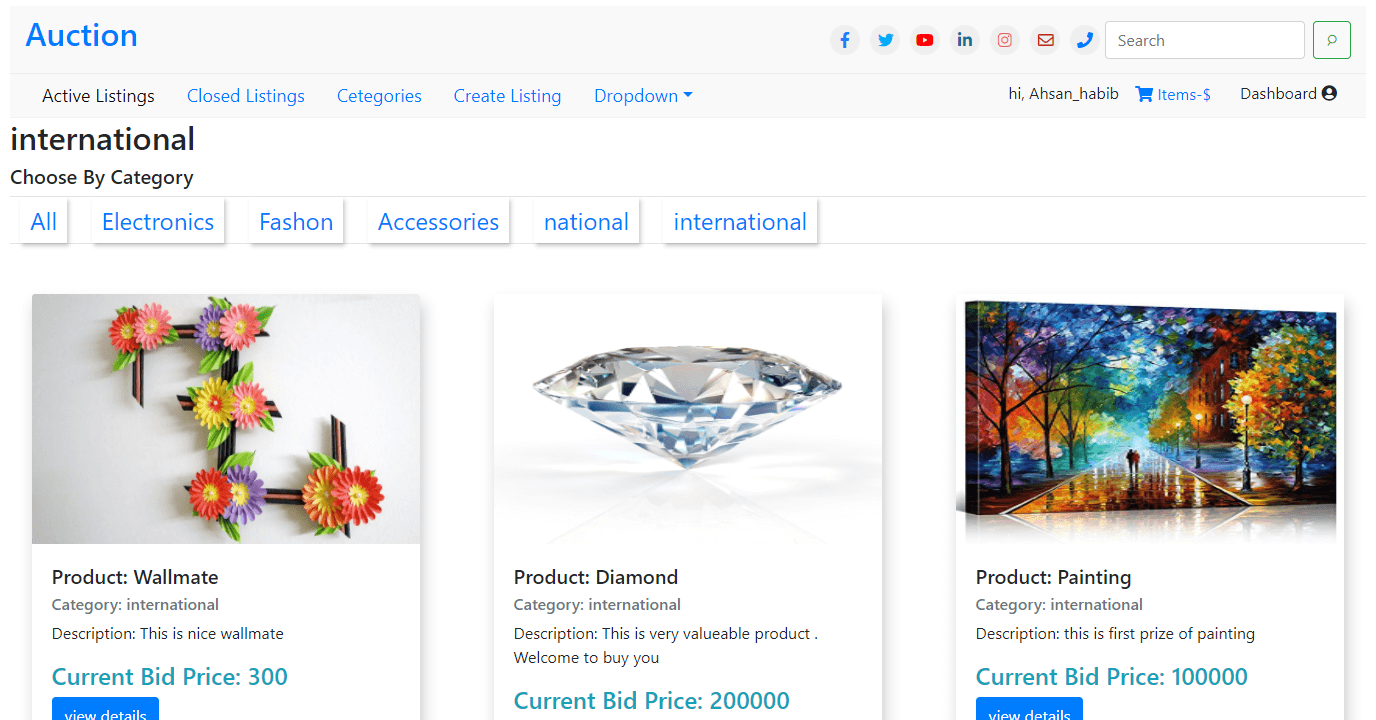 Auction
Search
Active Listings Closed Listings Cetegories Create Listing Dropdown hi, Ahsan_habib Items-$ Dashboard
international
Choose By Category
All Electronics Fashon Accessories national international
Product: Wallmate
Category: international
Description: This is nice wallmate
Current Bid Price: 300
view details
Product: Diamond
Category: international
Description: This is very valueable product .
Welcome to buy you
Current Bid Price: 200000
Product: Painting
Category: international
Description: this is first prize of painting
Current Bid Price: 100000
view details